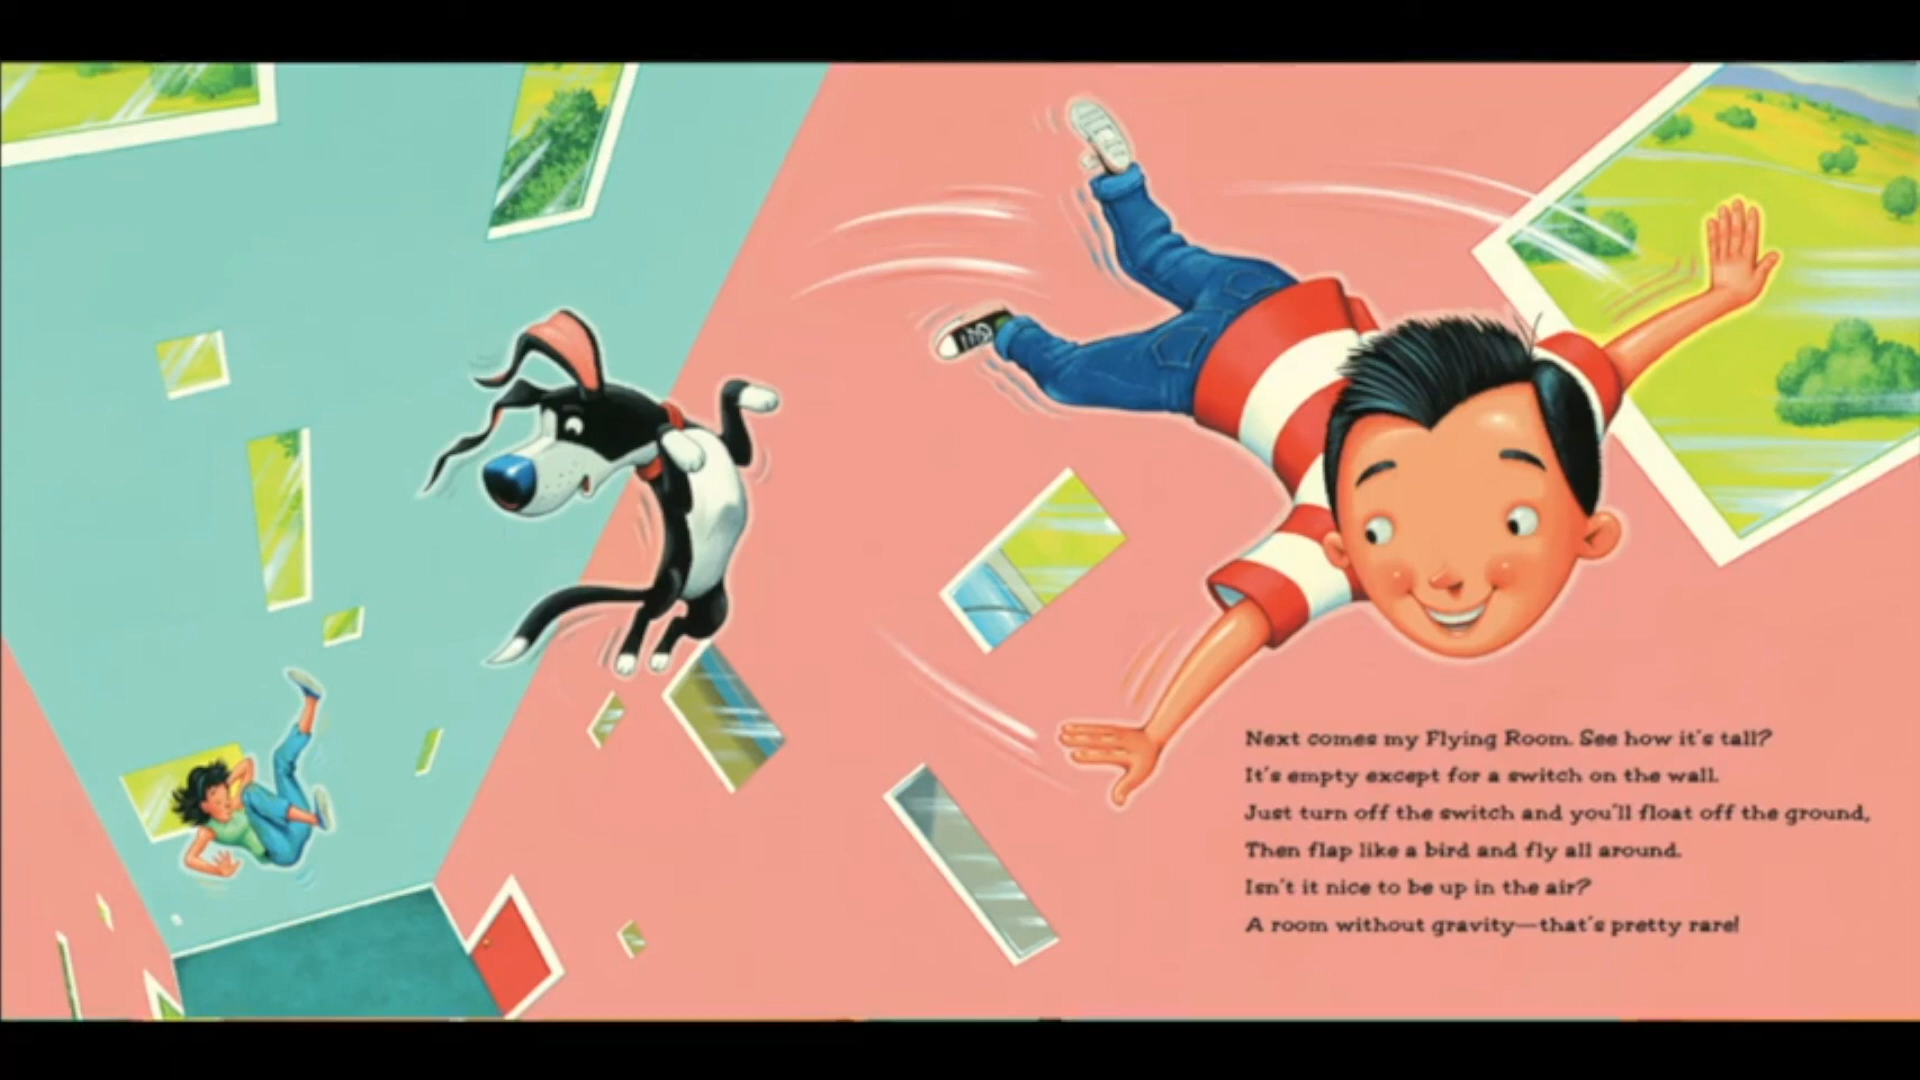 Next comes my Flying Room. See how it's tall?
It's empty except for a switch on the wall.
Just turn off the switch and you'll float off the ground,
Then flap like a bird and fly all around.
Isn't it nice to be up in the air?
A room without gravity—that's pretty rare!